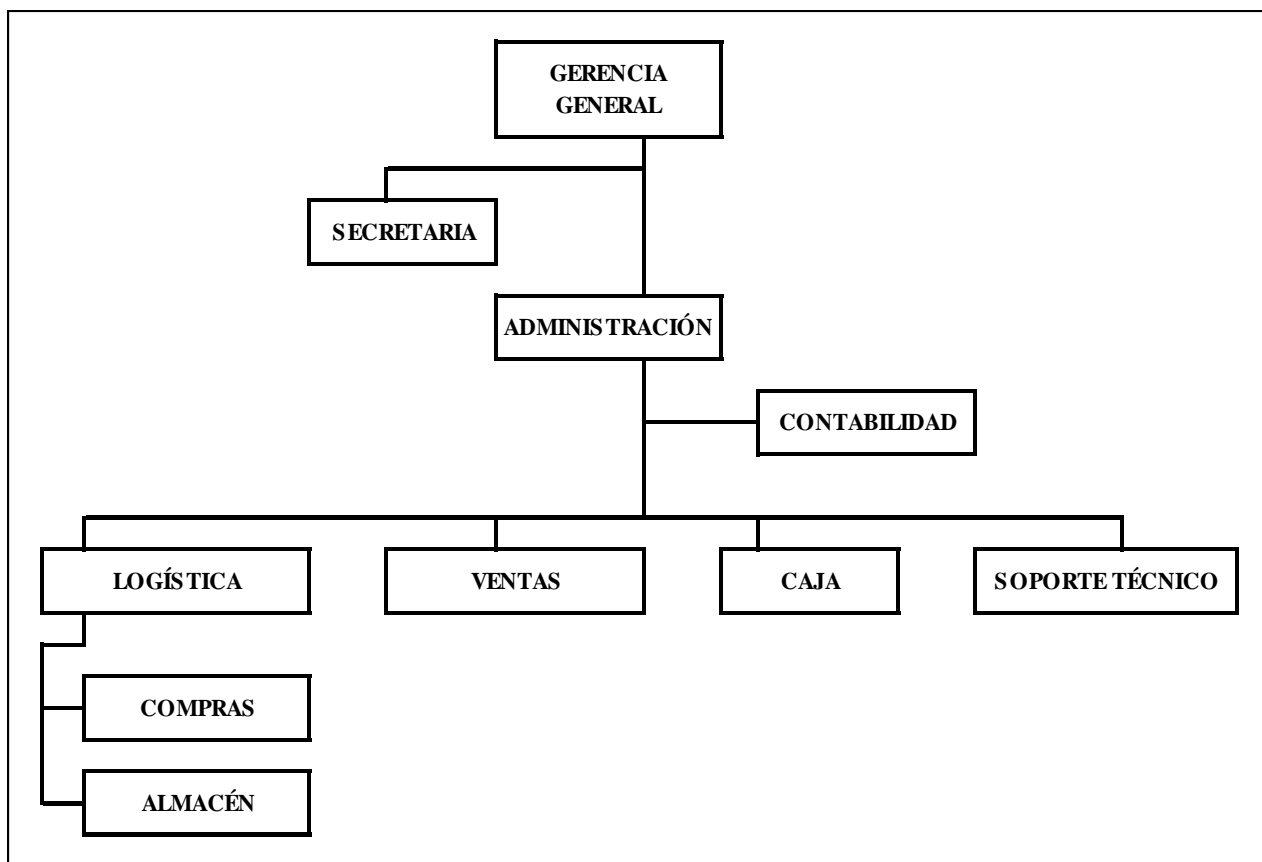 GERENCIA
GENERAL
SECRETARIA
ADMINISTRACIÓN
CONTABILIDAD
LOGÍSTICA
VENTAS
CAJA
SOPORTE TÉCNICO
COMPRAS
ALMACÉN